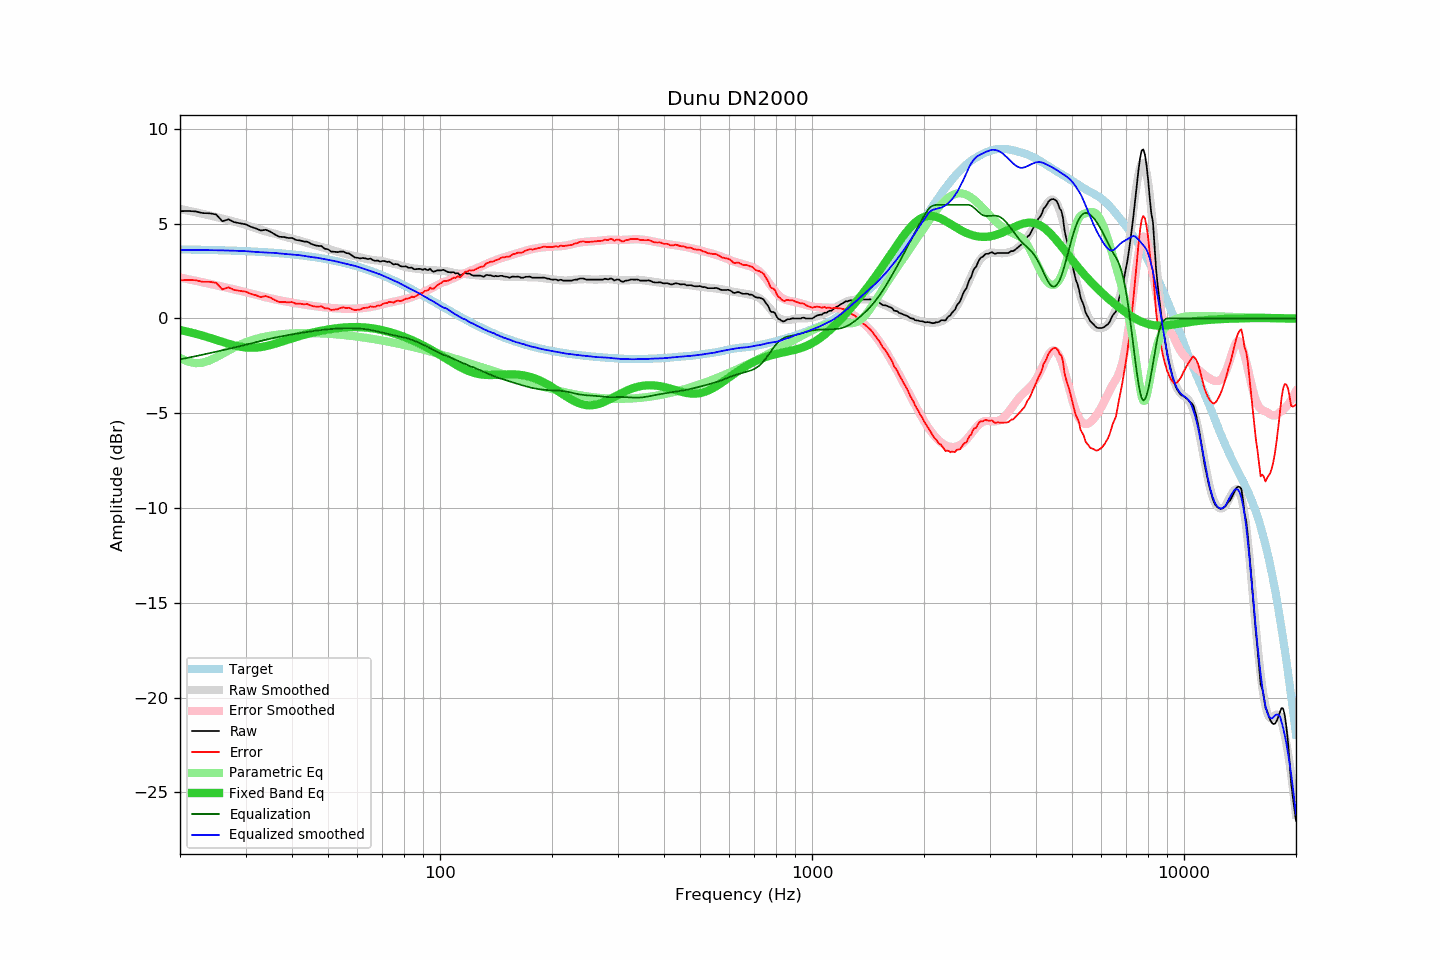 Dunu DN2000
10
5
0
−5
−10
−15
−20
−25
Amplitude (dBr)
Target
Raw Smoothed
Error Smoothed
Raw
Error
Parametric Eq
Fixed Band Eq
Equalization
Equalized smoothed
100
1000
10000
Frequency (Hz)